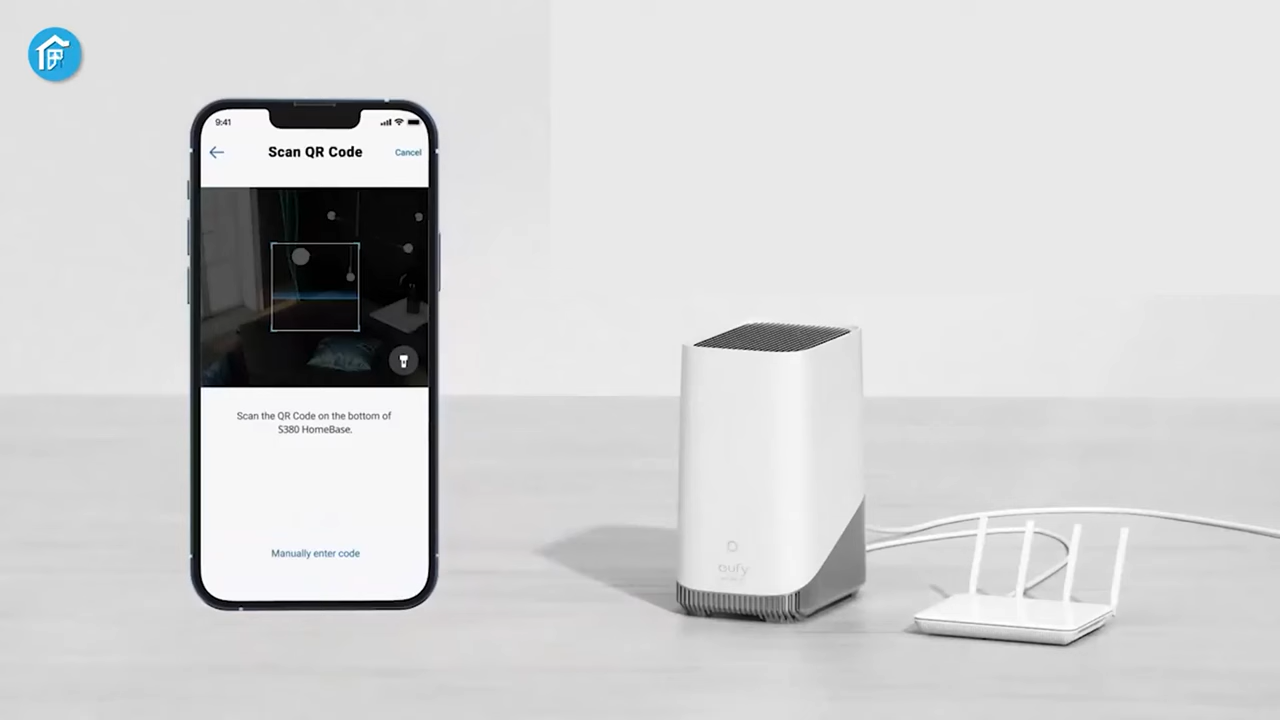 9:41
Scan QR Code
Cancel
Scan the QR Code on the bottom of
S380 HomeBase.
Manually enter code
eufy